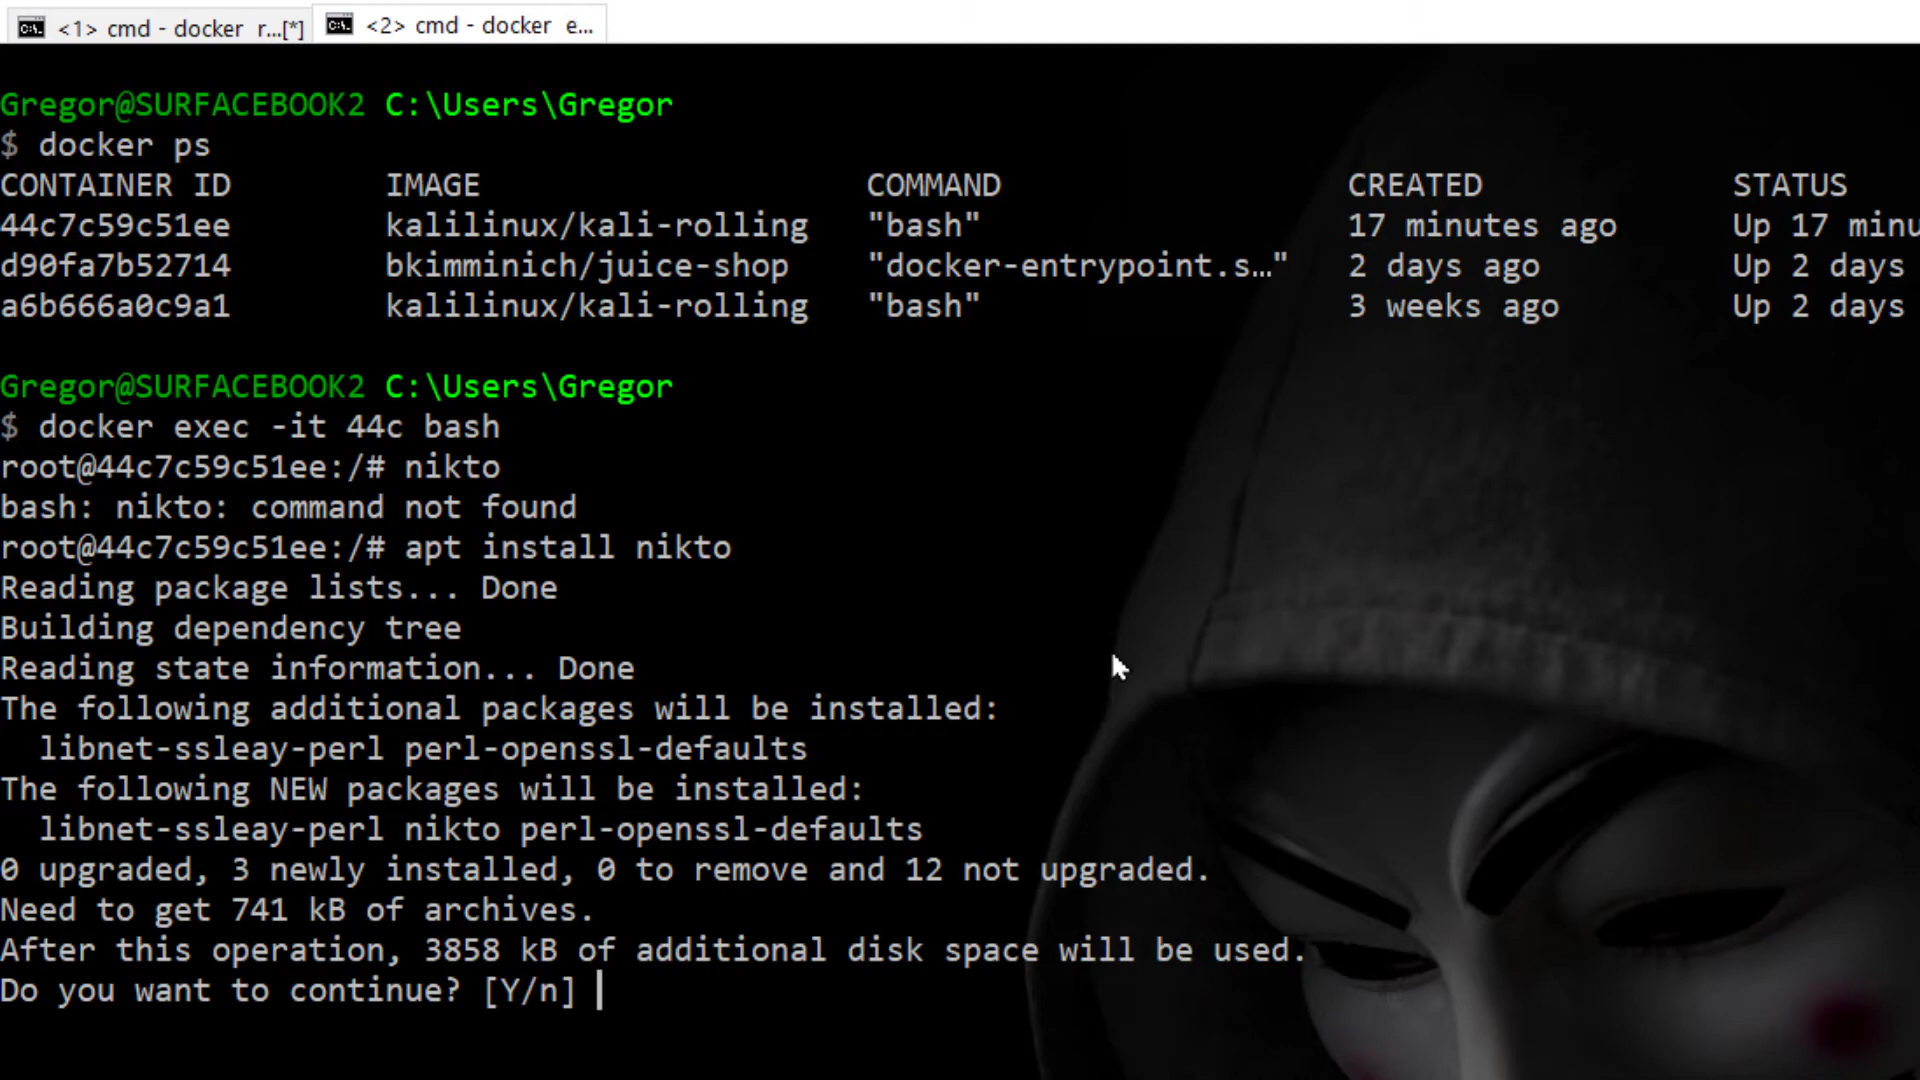 <1> cmd - docker r...[*]
<2> cmd - docker e...
Gregor@SURFACEBOOK2 C:\Users\Gregor
$ docker ps
CONTAINER ID IMAGE COMMAND CREATED STATUS
44c7c59c51ee kalilinux/kali-rolling "bash" 17 minutes ago Up 17 minu
d90fa7b52714 bkimminich/juice-shop "docker-entrypoint.s…" 2 days ago Up 2 days
a6b666a0c9a1 kalilinux/kali-rolling "bash" 3 weeks ago Up 2 days
Gregor@SURFACEBOOK2 C:\Users\Gregor
$ docker exec -it 44c bash
root@44c7c59c51ee:/# nikto
bash: nikto: command not found
root@44c7c59c51ee:/# apt install nikto
Reading package lists... Done
Building dependency tree
Reading state information... Done
The following additional packages will be installed:
libnet-ssleay-perl perl-openssl-defaults
The following NEW packages will be installed:
libnet-ssleay-perl nikto perl-openssl-defaults
0 upgraded, 3 newly installed, 0 to remove and 12 not upgraded.
Need to get 741 kB of archives.
After this operation, 3858 kB of additional disk space will be used.
Do you want to continue? [Y/n]